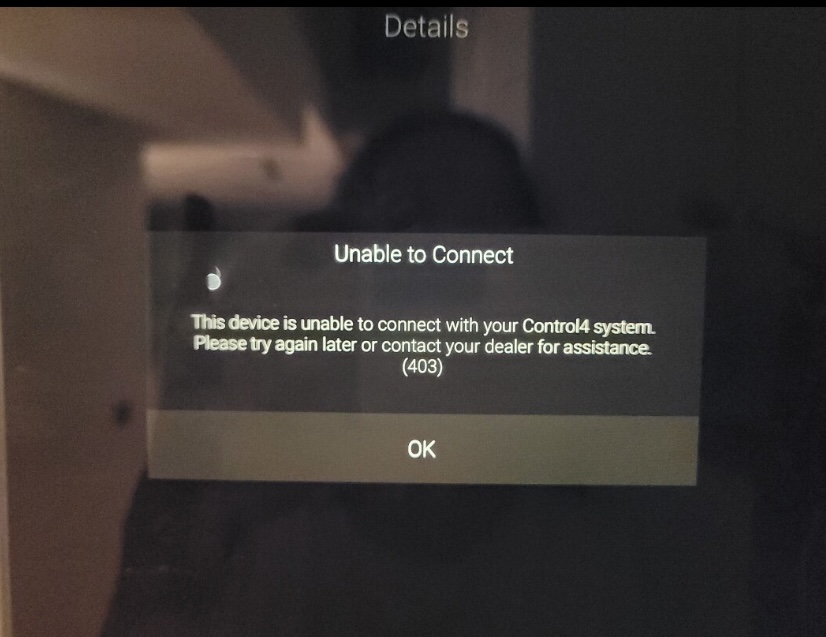 Details
Unable to Connect
This device is unable to connect with your Control4 system.
Please try again later or contact your dealer for assistance.
(403)
OK